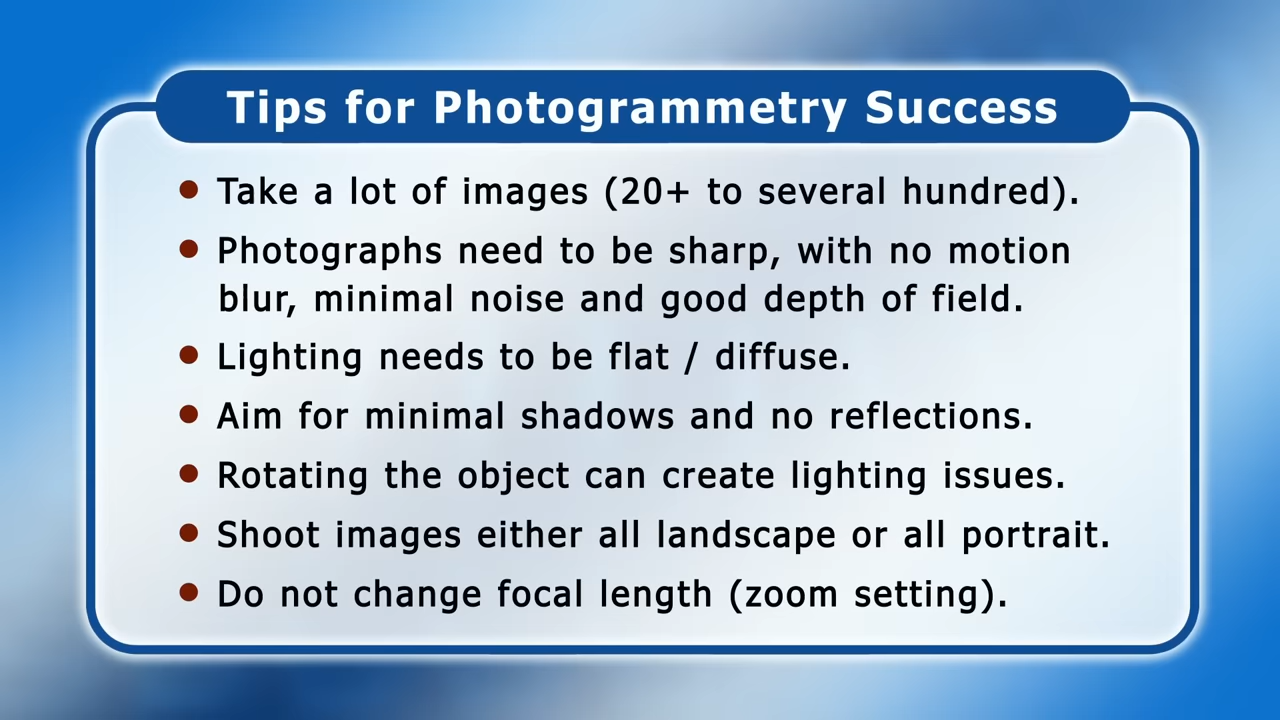 Tips for Photogrammetry Success
• Take a lot of images (20+ to several hundred).
• Photographs need to be sharp, with no motion
blur, minimal noise and good depth of field.
• Lighting needs to be flat / diffuse.
• Aim for minimal shadows and no reflections.
• Rotating the object can create lighting issues.
• Shoot images either all landscape or all portrait.
• Do not change focal length (zoom setting).